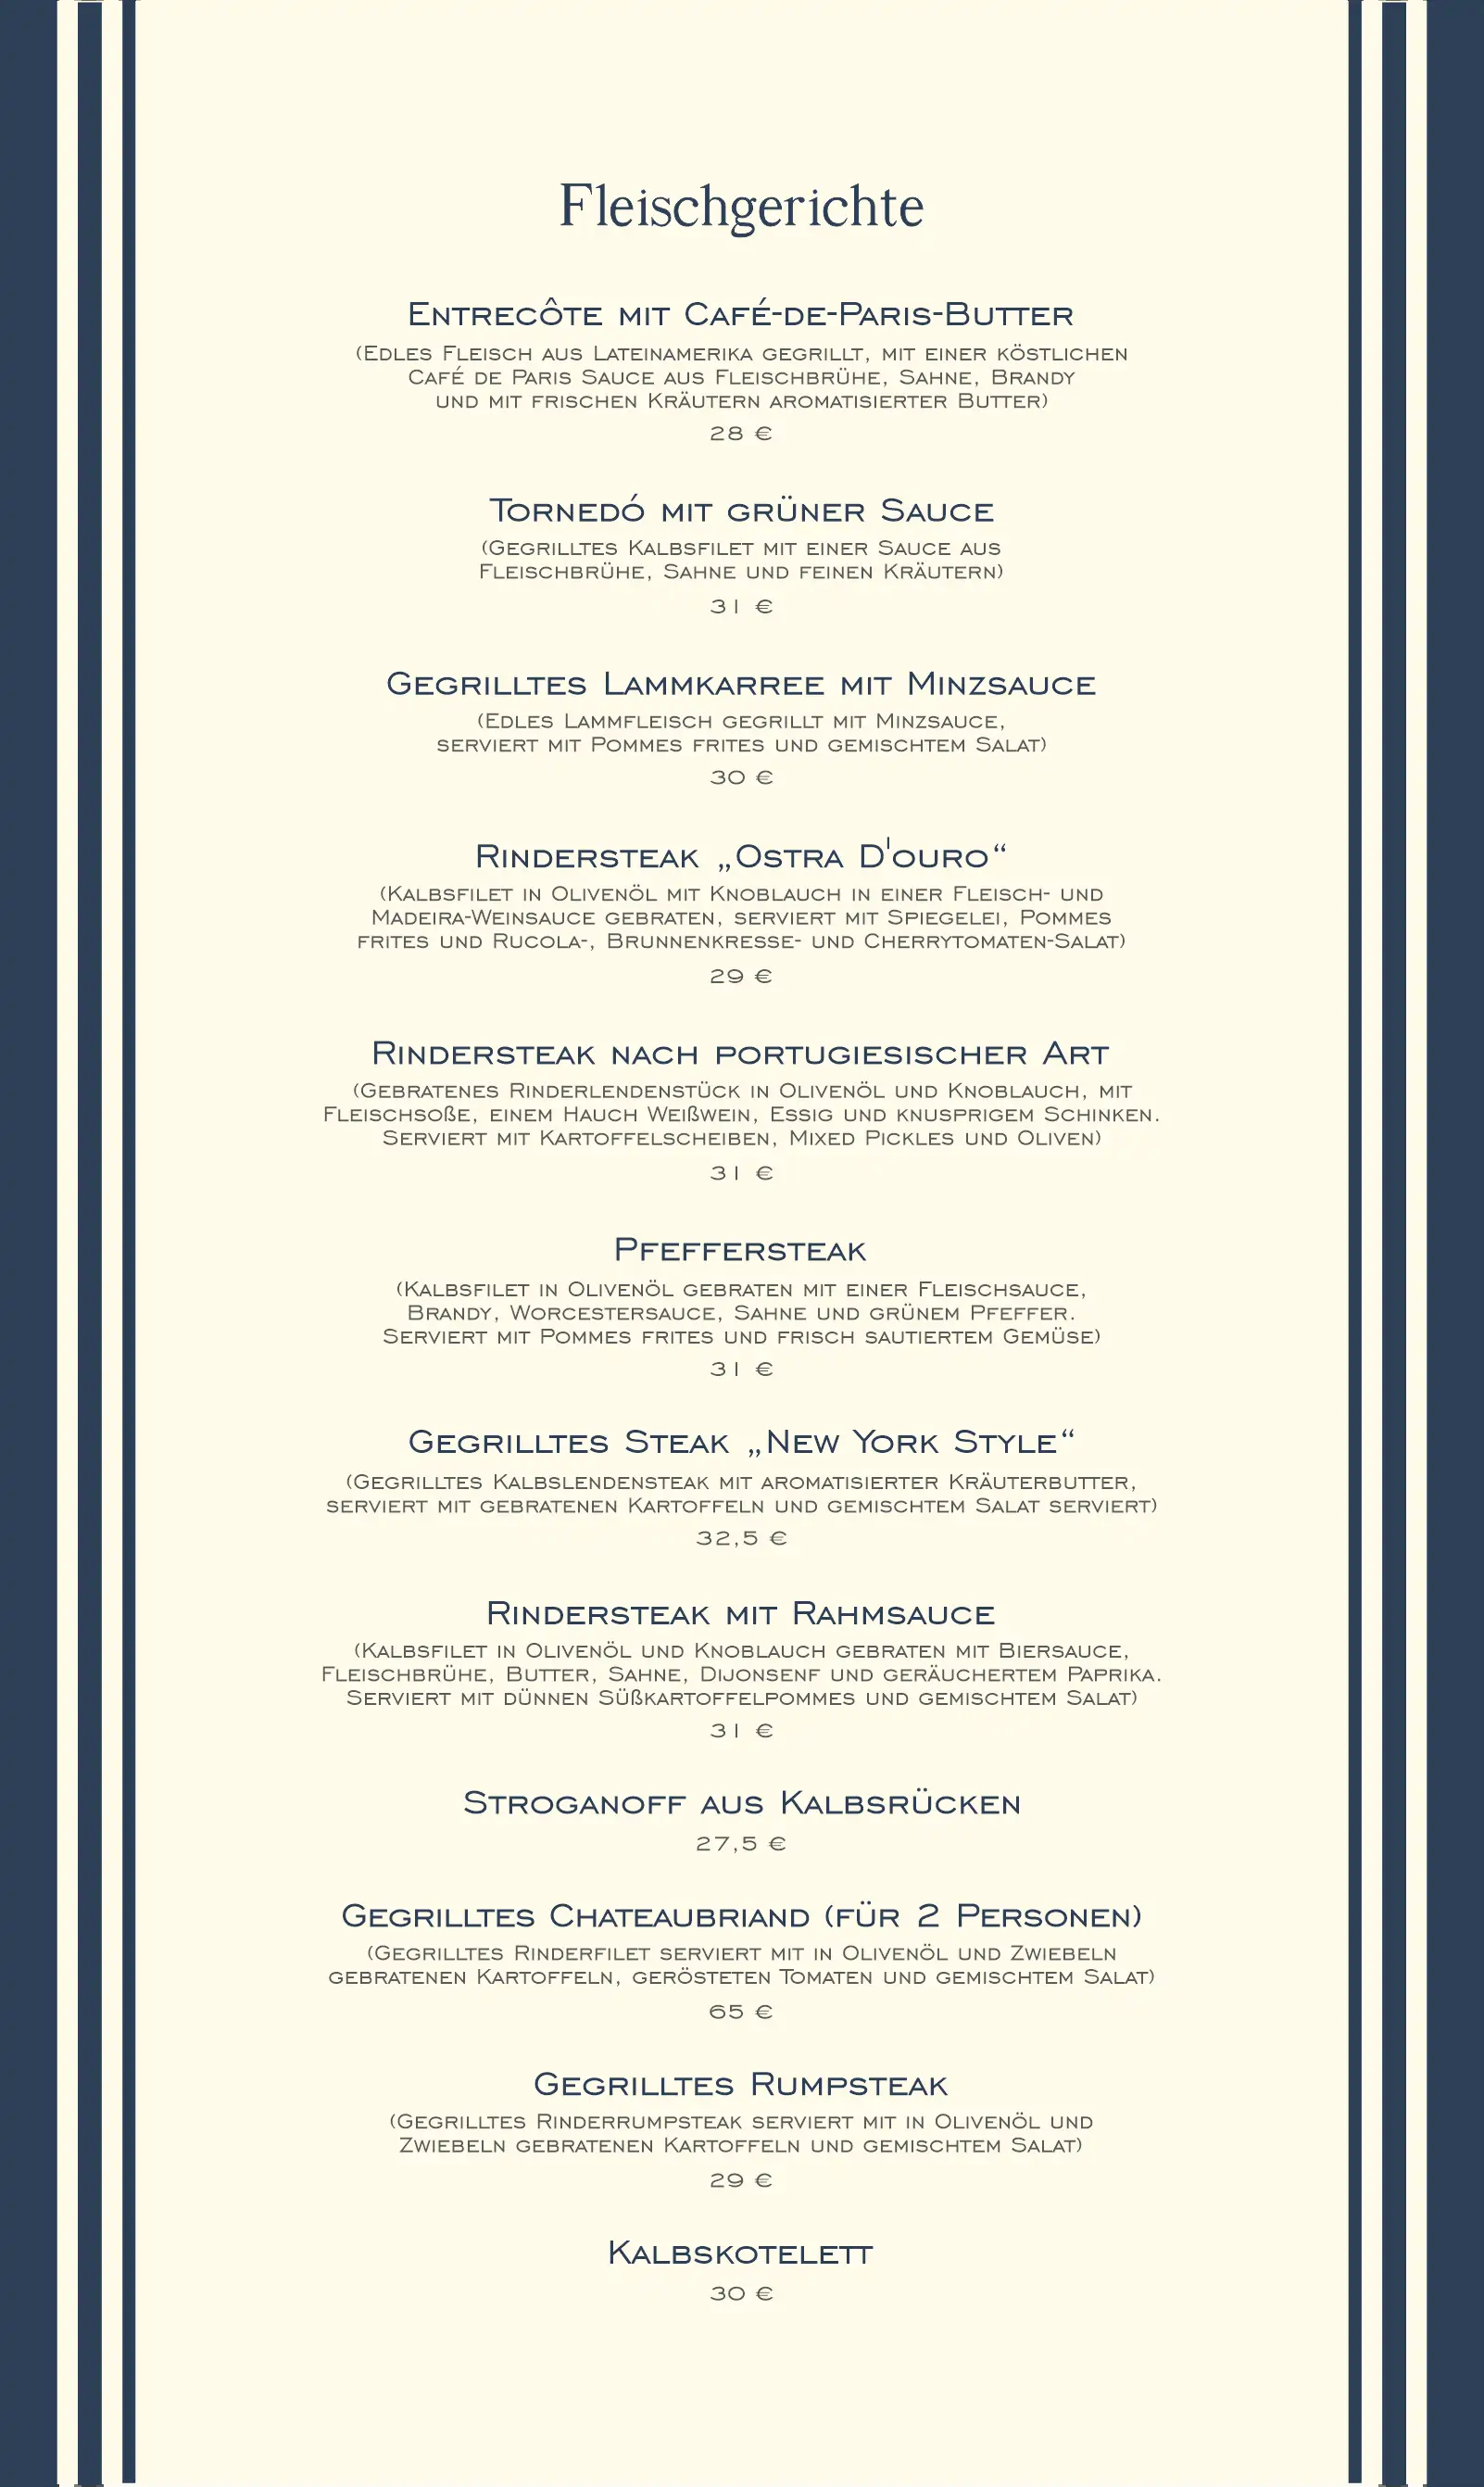 Fleischgerichte
Entrecôte mit Café-de-Paris-Butter
(Edles Fleisch aus Lateinamerika gegrillt, mit einer köstlichen
Café de Paris Sauce aus Fleischbrühe, Sahne, Brandy
und mit frischen Kräutern aromatisierter Butter)
28 €
Tornedó mit grüner Sauce
(Gegrilltes Kalbsfilet mit einer Sauce aus
Fleischbrühe, Sahne und feinen Kräutern)
31 €
Gegrilltes Lammkarree mit Minzsauce
(Edles Lammfleisch gegrillt mit Minzsauce,
serviert mit Pommes frites und gemischtem Salat)
30 €
Rindersteak „Ostra D'ouro“
(Kalbsfilet in Olivenöl mit Knoblauch in einer Fleisch- und
Madeira-Weinsauce gebraten, serviert mit Spiegelei, Pommes
frites und Rucola-, Brunnenkresse- und Cherrytomaten-Salat)
29 €
Rindersteak nach portugiesischer Art
(Gebratenes Rinderlendenstück in Olivenöl und Knoblauch, mit
Fleischsoße, einem Hauch Weißwein, Essig und knusprigem Schinken.
Serviert mit Kartoffelscheiben, Mixed Pickles und Oliven)
31 €
Pfeffersteak
(Kalbsfilet in Olivenöl gebraten mit einer Fleischsauce,
Brandy, Worcestersauce, Sahne und grünem Pfeffer.
Serviert mit Pommes frites und frisch sautiertem Gemüse)
31 €
Gegrilltes Steak „New York Style“
(Gegrilltes Kalbslendensteak mit aromatisierter Kräuterbutter,
serviert mit gebratenen Kartoffeln und gemischtem Salat serviert)
32,5 €
Rindersteak mit Rahmsauce
(Kalbsfilet in Olivenöl und Knoblauch gebraten mit Biersauce,
Fleischbrühe, Butter, Sahne, Dijonsenf und geräuchertem Paprika.
Serviert mit dünnen Süßkartoffelpommes und gemischtem Salat)
31 €
Stroganoff aus Kalbsrücken
27,5 €
Gegrilltes Chateaubriand (für 2 Personen)
(Gegrilltes Rinderfilet serviert mit in Olivenöl und Zwiebeln
gebratenen Kartoffeln, gerösteten Tomaten und gemischtem Salat)
65 €
Gegrilltes Rumpsteak
(Gegrilltes Rinderrumpsteak serviert mit in Olivenöl und
Zwiebeln gebratenen Kartoffeln und gemischtem Salat)
29 €
Kalbskotelett
30 €